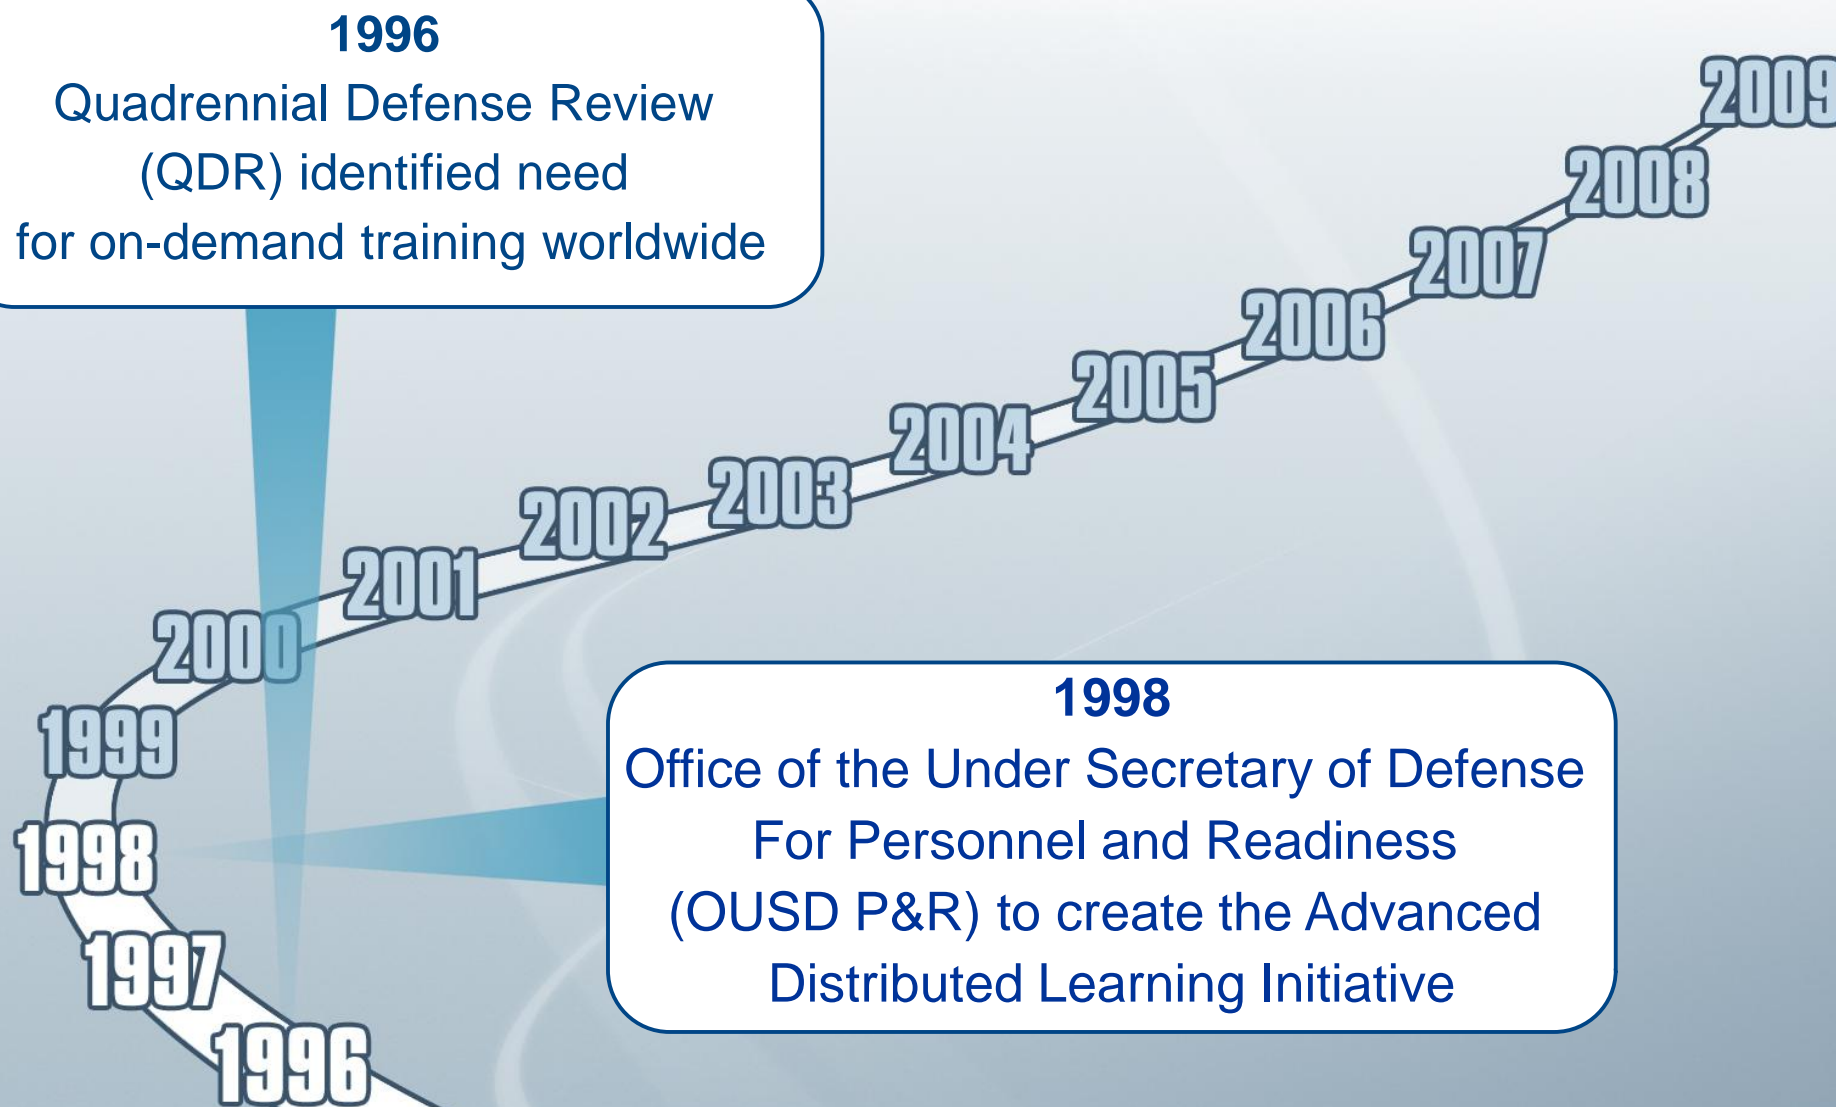 1996
Quadrennial Defense Review
(QDR) identified need
for on-demand training worldwide
2009
2008
2007
2006
2005
2004
2003
2002
2001
2000
1999
1998
1997
1996
1998
Office of the Under Secretary of Defense
For Personnel and Readiness
(OUSD P&R) to create the Advanced
Distributed Learning Initiative